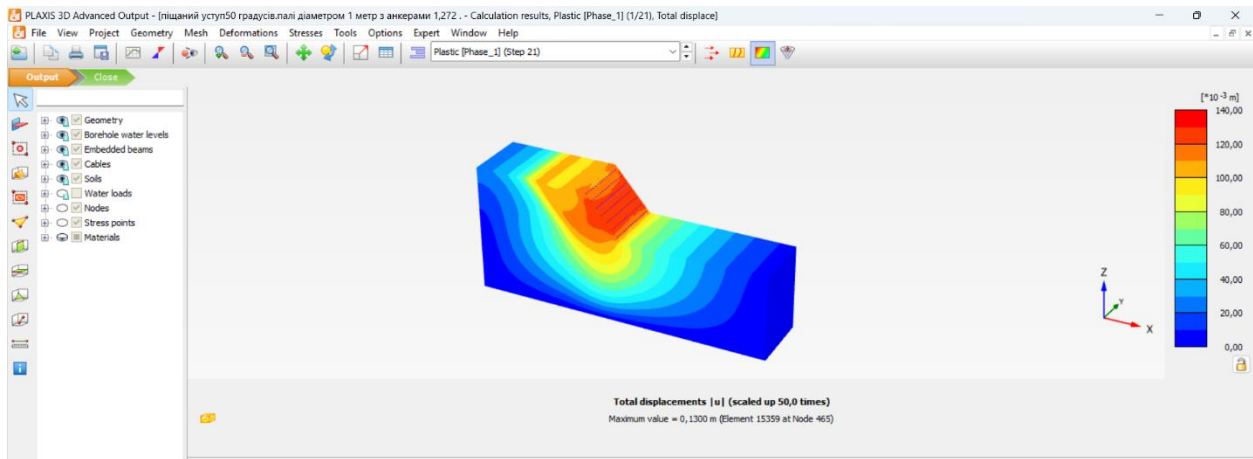 PLAXIS 3D Advanced Output - [піщаний уступ50 градусів.палі діаметром 1 метр з анкерами 1,272 . - Calculation results, Plastic [Phase_1] (1/21), Total displace]
File View Project Geometry Mesh Deformations Stresses Tools Options Expert Window Help
Plastic [Phase_1] (Step 21)
Output Close
Geometry
Borehole water levels
Embedded beams
Cables
Soils
Water loads
Nodes
Stress points
Materials
[*10 -3 m]
140,00
120,00
100,00
80,00
60,00
40,00
20,00
0,00
Z
Y
X
Total displacements |u| (scaled up 50,0 times)
Maximum value = 0,1300 m (Element 15359 at Node 465)